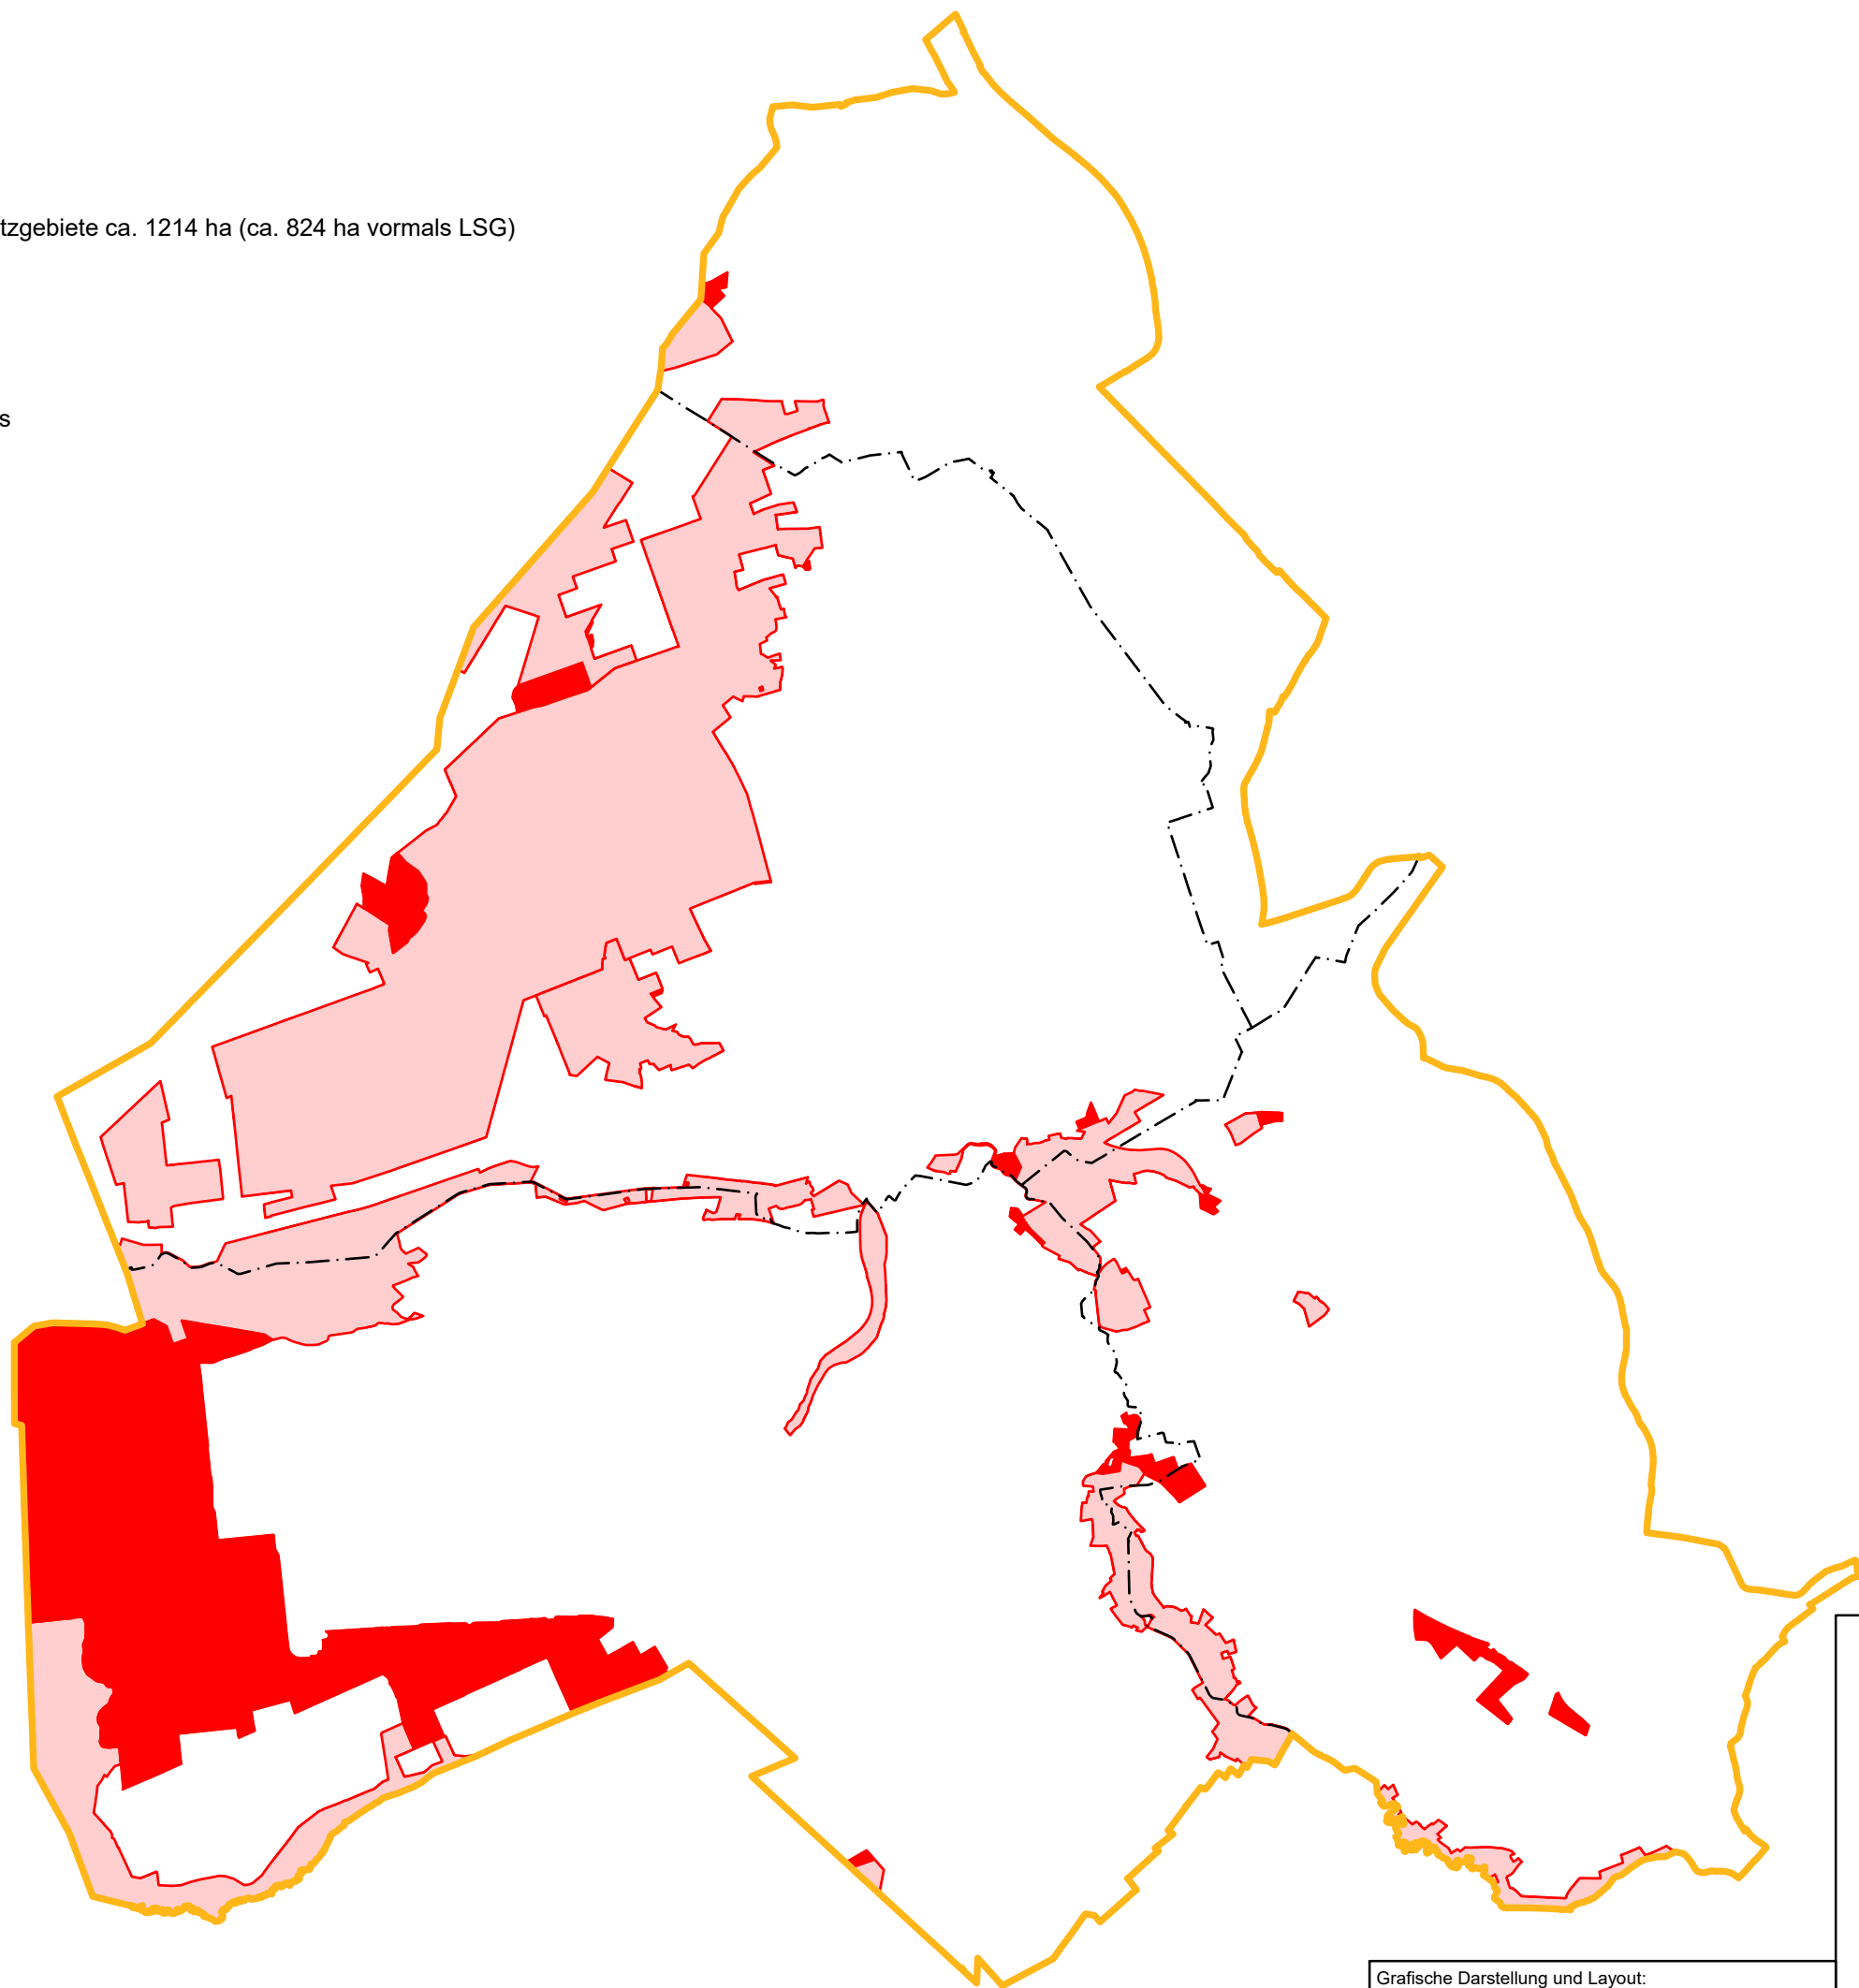 tzgebiete ca. 1214 ha (ca. 824 ha vormals LSG)
s
Grafische Darstellung und Layout: